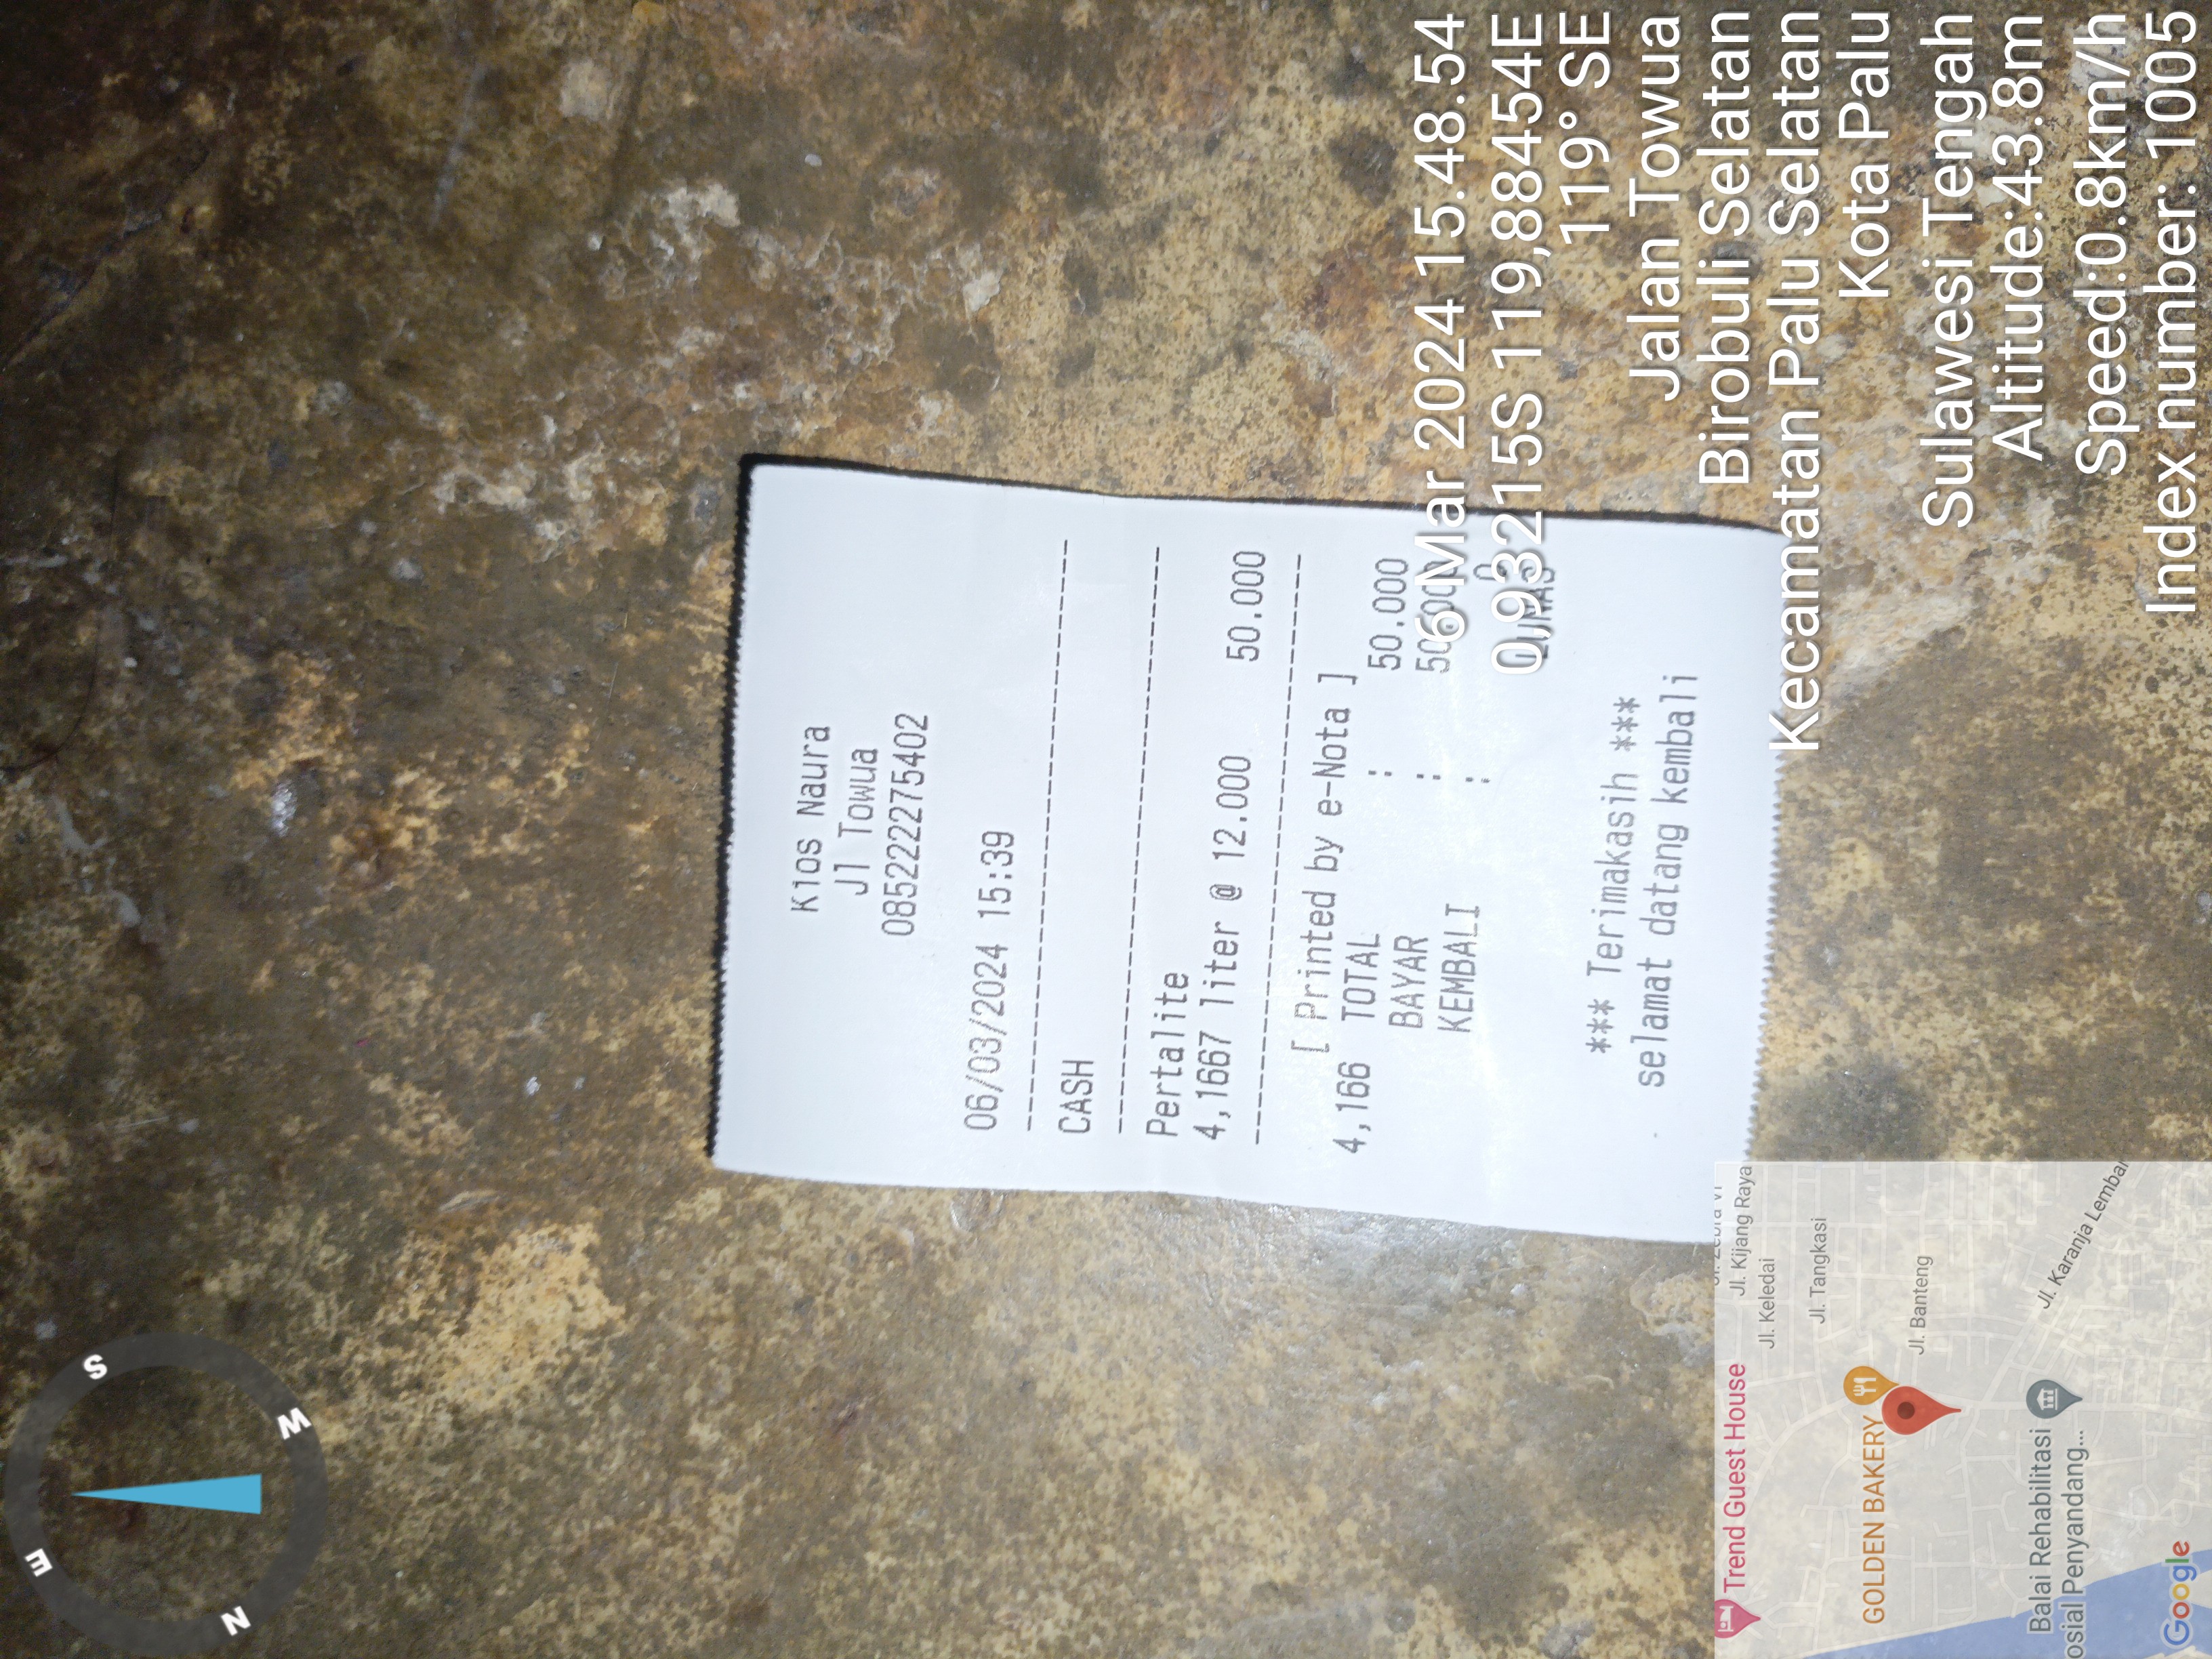 Kios Naura
Jl Towua
085222275402
06/03/2024 15:39
CASH
Pertalite
4,1667 liter @ 12.000 50.000
[ Printed by e-Nota ]
4,166 TOTAL : 50.000
BAYAR :
KEMBALI :
*** Terimakasih ***
selamat datang kembali
6 Mar 2024 15.48.54
0,93215S 119,88454E
119° SE
Jalan Towua
Birobuli Selatan
Kecamatan Palu Selatan
Kota Palu
Sulawesi Tengah
Altitude:43.8m
Speed:0.8km/h
Index number: 1005
N
E
S
W
Jl. Kijang Raya
Jl. Keledai
Trend Guest House
Jl. Tangkasi
GOLDEN BAKERY
Jl. Banteng
Balai Rehabilitasi
osial Penyandang...
Jl. Karanja Lemba
Google